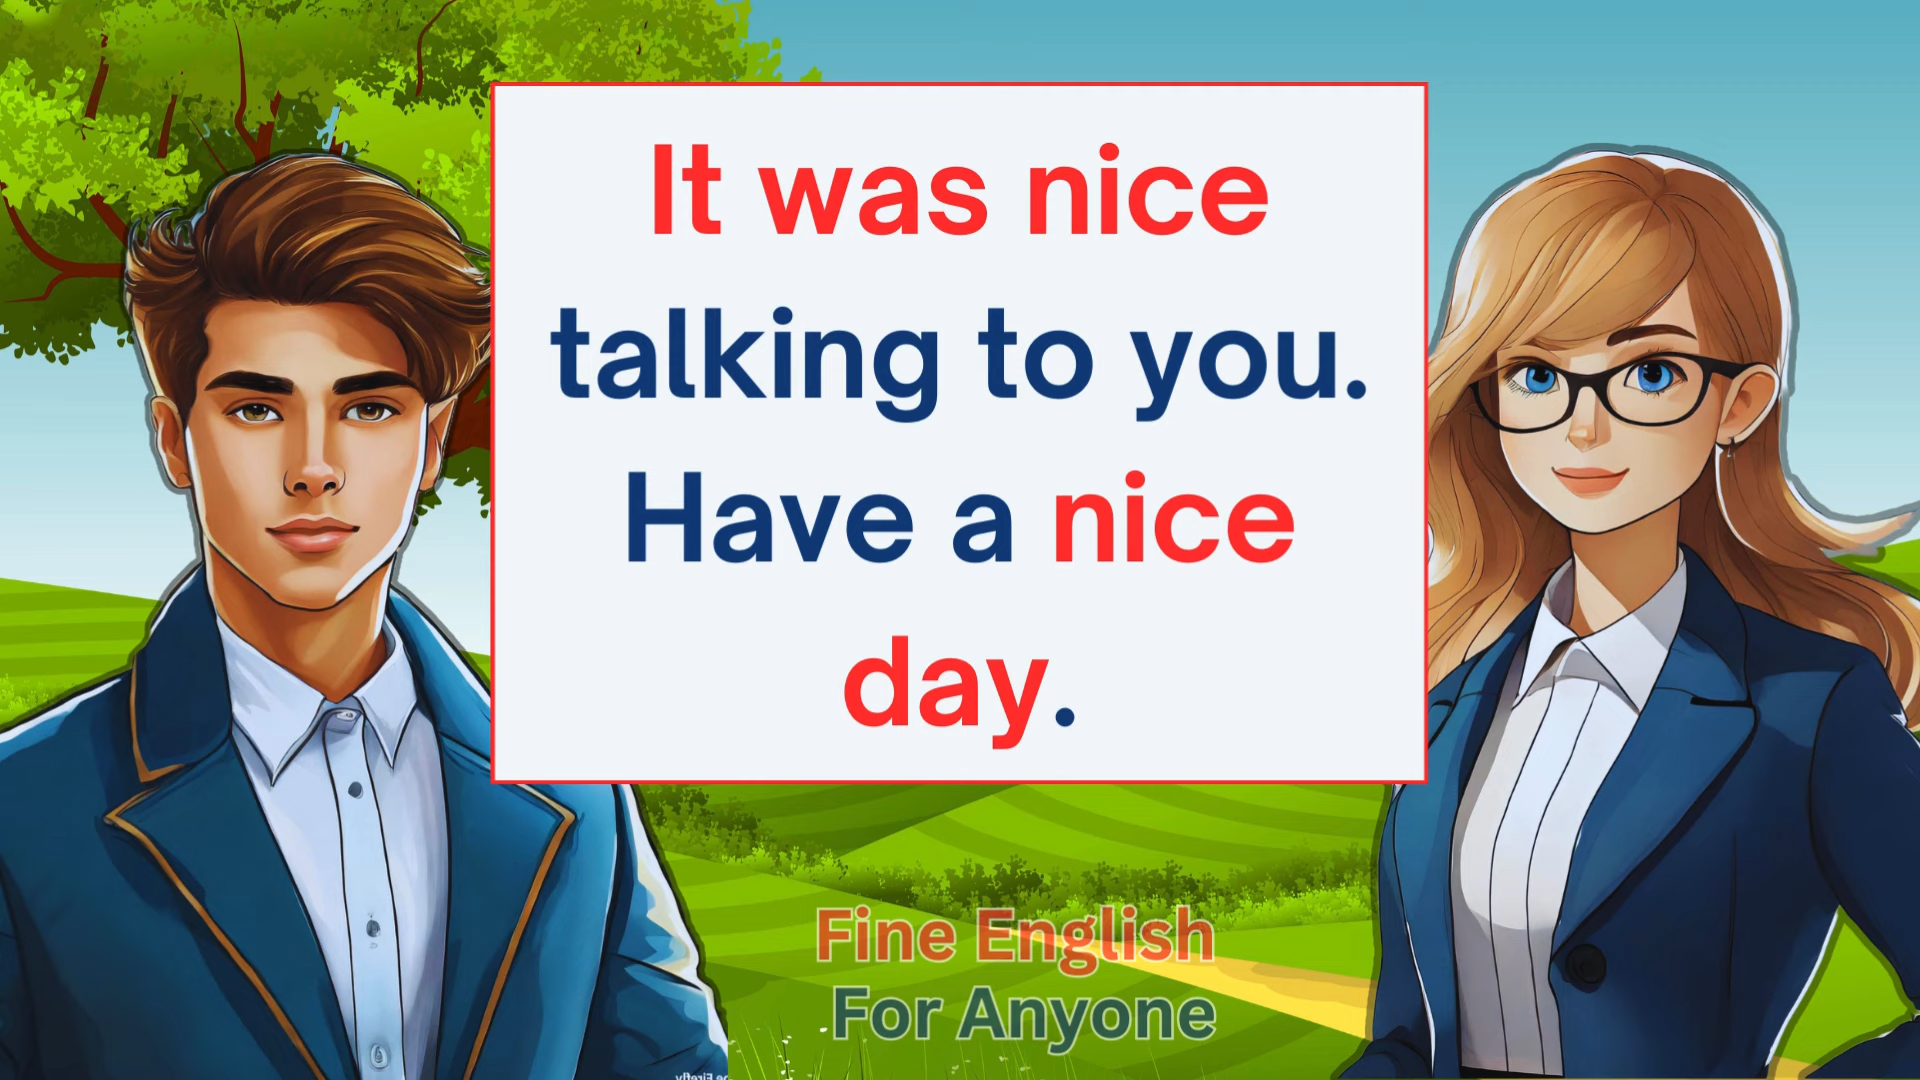 It was nice
talking to you.
Have a nice
day.
Fine English
For Anyone